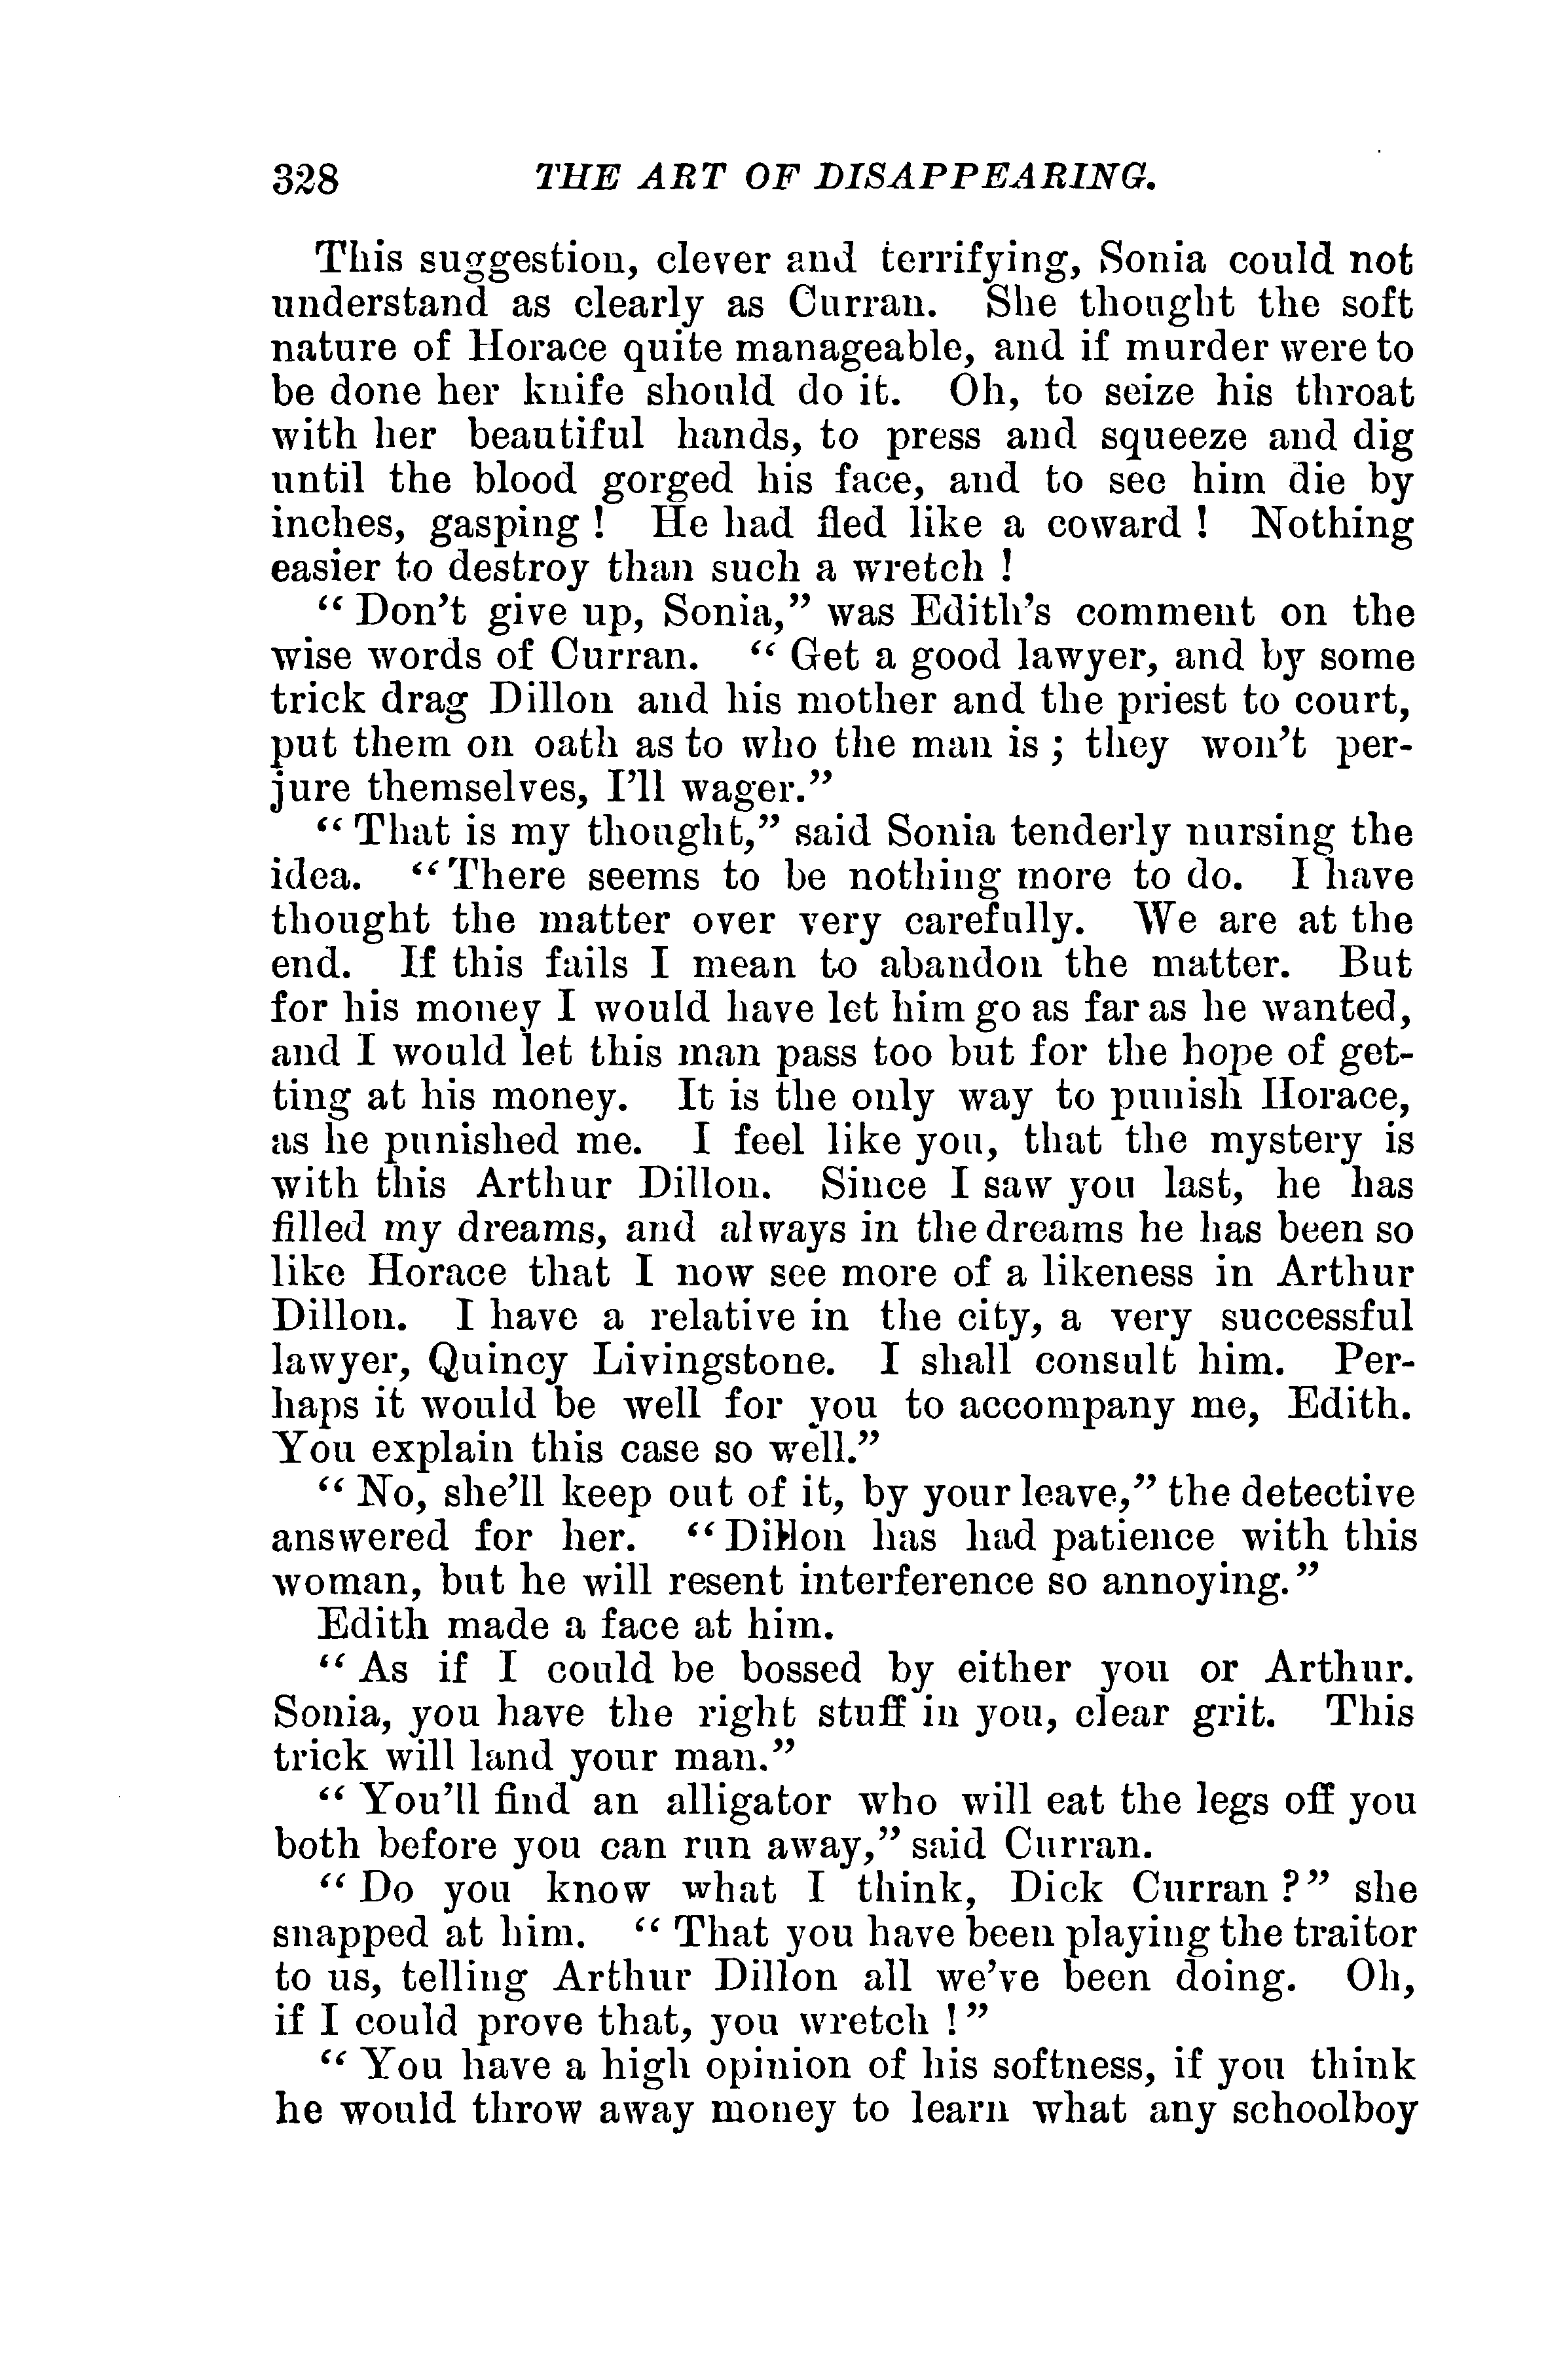 328 THE ART OF DISAPPEARING.
This suggestion, clever and terrifying, Sonia could not
understand as clearly as Curran. She thought the soft
nature of Horace quite manageable, and if murder were to
be done her knife should do it. Oh, to seize his throat
with her beautiful hands, to press and squeeze and dig
until the blood gorged his face, and to see him die by
inches, gasping ! He had fled like a coward ! Nothing
easier to destroy than such a wretch !
“ Don’t give up, Sonia,” was Edith’s comment on the
wise words of Curran. “ Get a good lawyer, and by some
trick drag Dillon and his mother and the priest to court,
put them on oath as to who the man is ; they won’t per-
jure themselves, I’ll wager.”
“ That is my thought,” said Sonia tenderly nursing the
idea. “ There seems to be nothing more to do. I have
thought the matter over very carefully. We are at the
end. If this fails I mean to abandon the matter. But
for his money I would have let him go as far as he wanted,
and I would let this man pass too but for the hope of get-
ting at his money. It is the only way to punish Horace,
as he punished me. I feel like you, that the mystery is
with this Arthur Dillon. Since I saw you last, he has
filled my dreams, and always in the dreams he has been so
like Horace that I now see more of a likeness in Arthur
Dillon. I have a relative in the city, a very successful
lawyer, Quincy Livingstone. I shall consult him. Per-
haps it would be well for you to accompany me, Edith.
You explain this case so well.”
“ No, she’ll keep out of it, by your leave,” the detective
answered for her. “ Dillon has had patience with this
woman, but he will resent interference so annoying.”
Edith made a face at him.
“ As if I could be bossed by either you or Arthur.
Sonia, you have the right stuff in you, clear grit. This
trick will land your man.”
“ You’ll find an alligator who will eat the legs off you
both before you can run away,” said Curran.
“ Do you know what I think, Dick Curran ?” she
snapped at him. “ That you have been playing the traitor
to us, telling Arthur Dillon all we’ve been doing. Oh,
if I could prove that, you wretch !”
“ You have a high opinion of his softness, if you think
he would throw away money to learn what any schoolboy